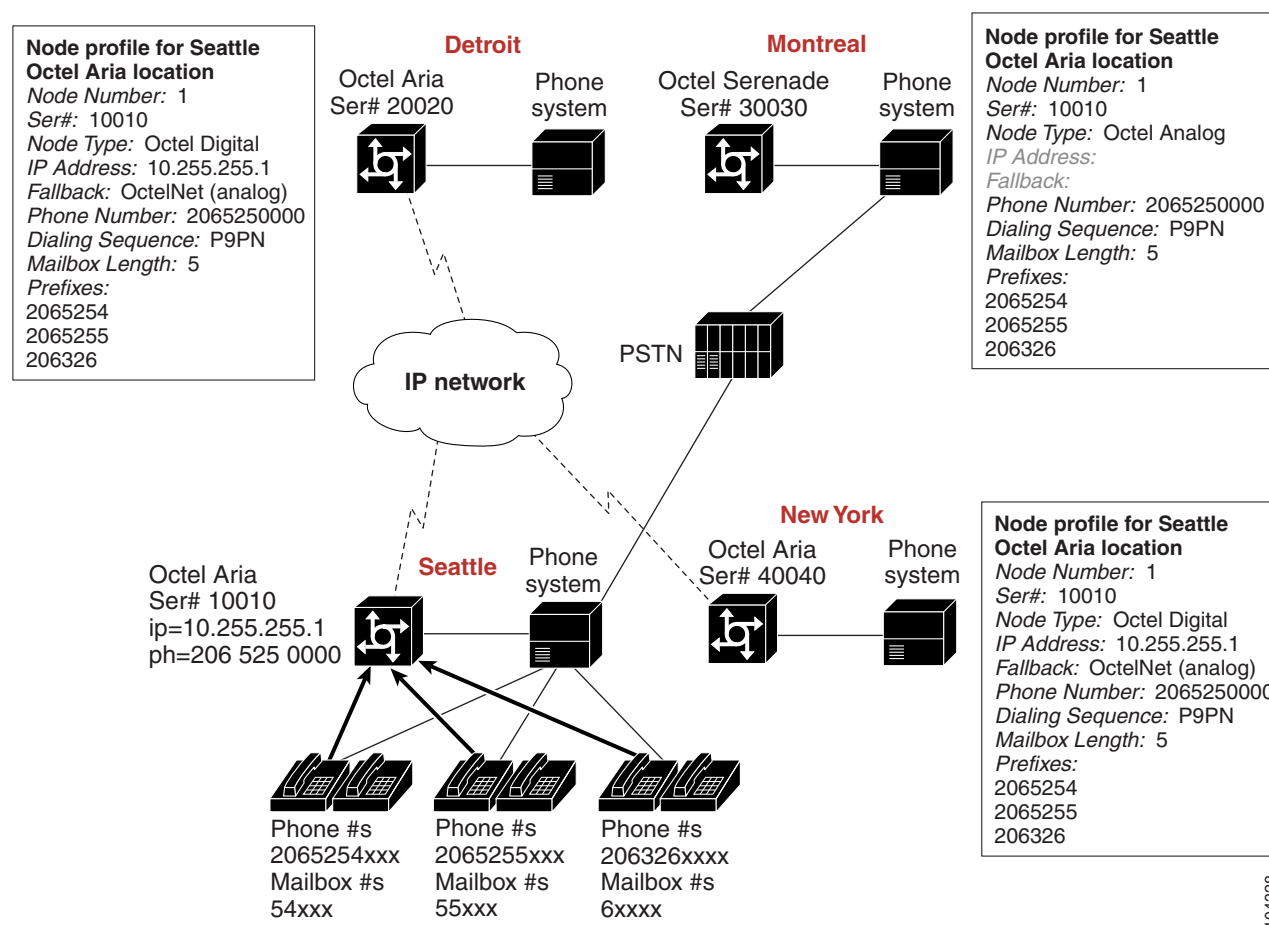 Node profile for Seattle
Octel Aria location
Node Number: 1
Ser#: 10010
Node Type: Octel Digital
IP Address: 10.255.255.1
Fallback: OctelNet (analog)
Phone Number: 2065250000
Dialing Sequence: P9PN
Mailbox Length: 5
Prefixes:
2065254
2065255
206326
Detroit
Octel Aria
Ser# 20020
Phone
system
Montreal
Octel Serenade
Ser# 30030
Phone
system
Node profile for Seattle
Octel Aria location
Node Number: 1
Ser#: 10010
Node Type: Octel Analog
IP Address:
Fallback:
Phone Number: 2065250000
Dialing Sequence: P9PN
Mailbox Length: 5
Prefixes:
2065254
2065255
206326
PSTN
IP network
Seattle
Octel Aria
Ser# 10010
ip=10.255.255.1
ph=206 525 0000
Phone
system
New York
Octel Aria
Ser# 40040
Phone
system
Node profile for Seattle
Octel Aria location
Node Number: 1
Ser#: 10010
Node Type: Octel Digital
IP Address: 10.255.255.1
Fallback: OctelNet (analog)
Phone Number: 2065250000
Dialing Sequence: P9PN
Mailbox Length: 5
Prefixes:
2065254
2065255
206326
Phone #s
2065254xxx
Mailbox #s
54xxx
Phone #s
2065255xxx
Mailbox #s
55xxx
Phone #s
206326xxxx
Mailbox #s
6xxxx